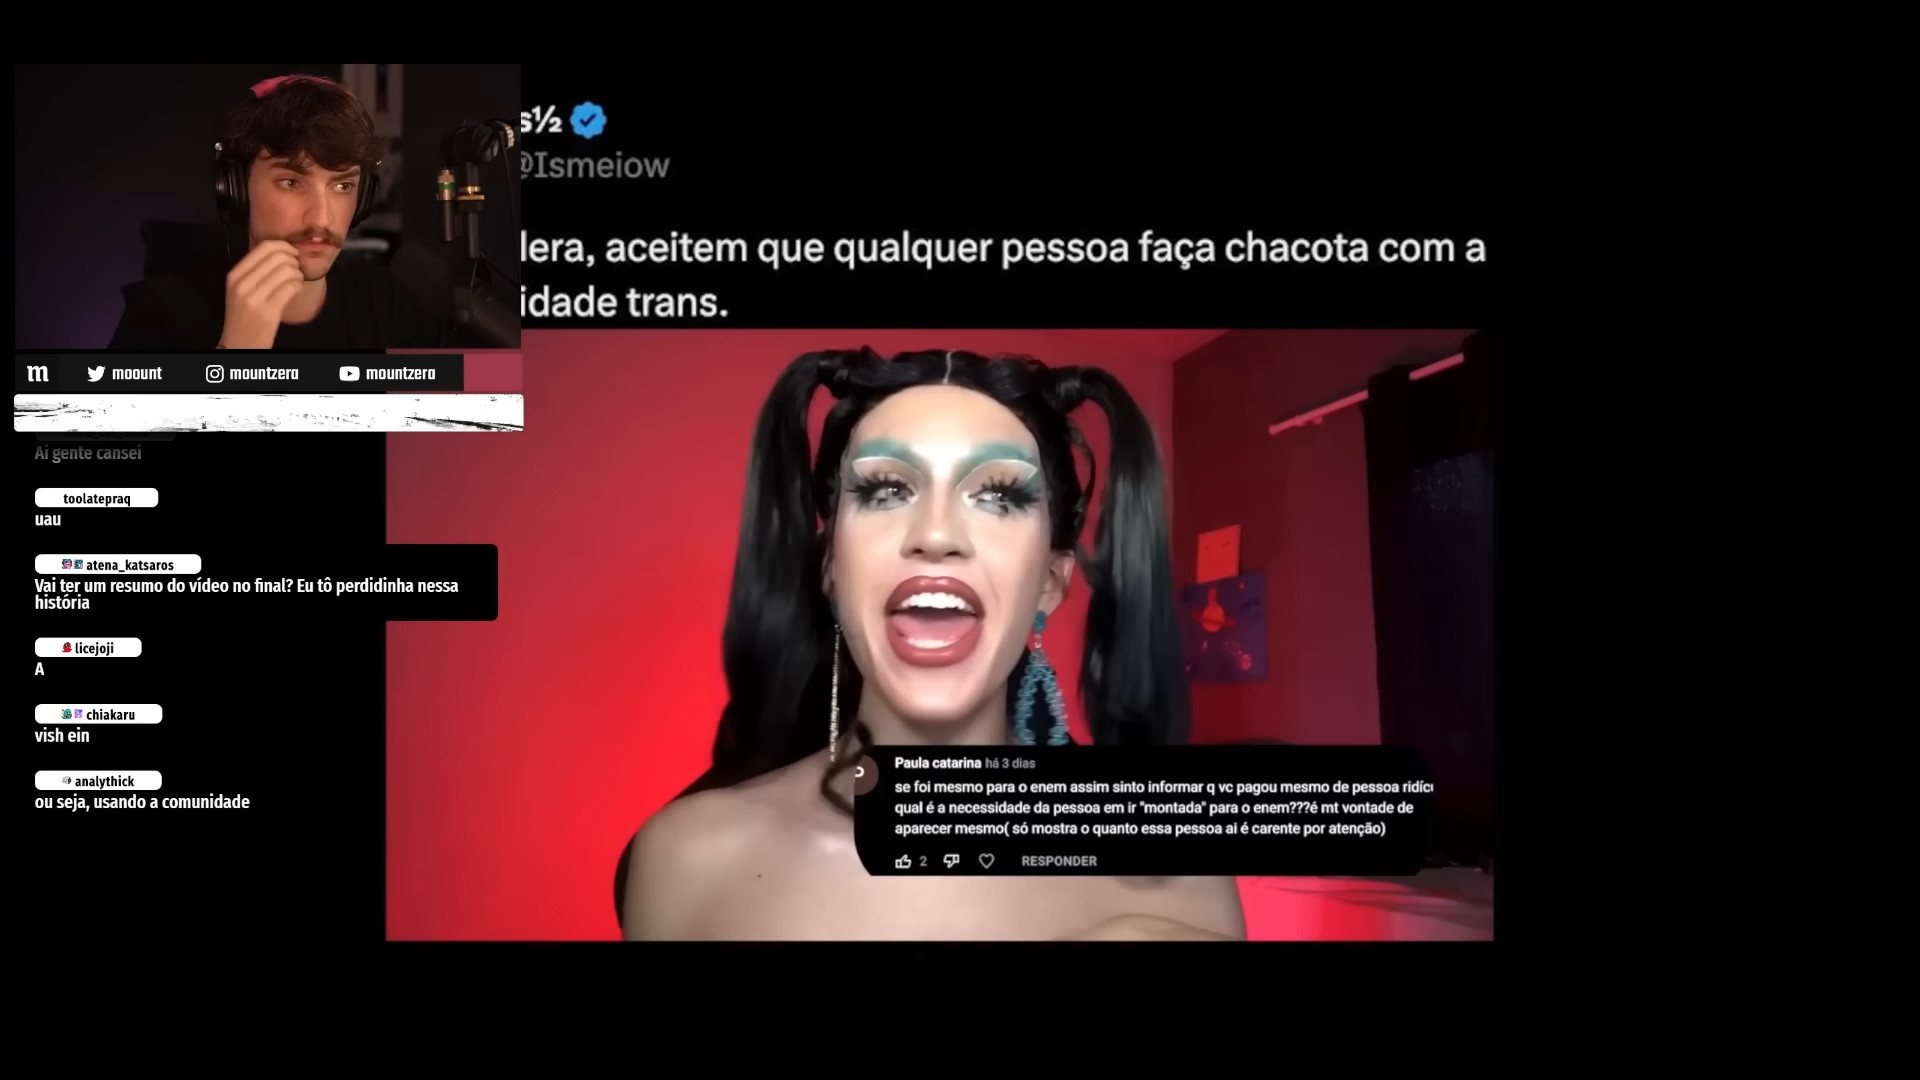 s½
@Ismeiow
lera, aceitem que qualquer pessoa faça chacota com a
idade trans.
m moount mountzera mountzera
Ai gente cansei
toolatepraq
uau
atena_katsaros
Vai ter um resumo do vídeo no final? Eu tô perdidinha nessa
história
licejoji
A
chiakaru
vish ein
analythick
ou seja, usando a comunidade
Paula catarina há 3 dias
se foi mesmo para o enem assim sinto informar q vc pagou mesmo de pessoa ridícu
qual é a necessidade da pessoa em ir "montada" para o enem???é mt vontade de
aparecer mesmo( só mostra o quanto essa pessoa ai é carente por atenção)
2 RESPONDER